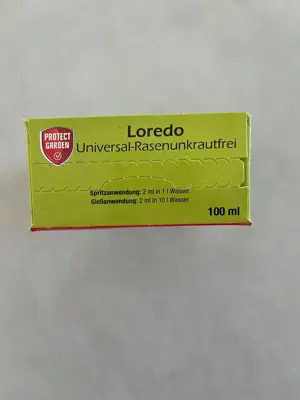 PROTECT
GARDEN
Loredo
Universal-Rasenunkrautfrei
Spritzanwendung: 2 ml in 1 l Wasser
Gießanwendung: 2 ml in 10 l Wasser
100 ml